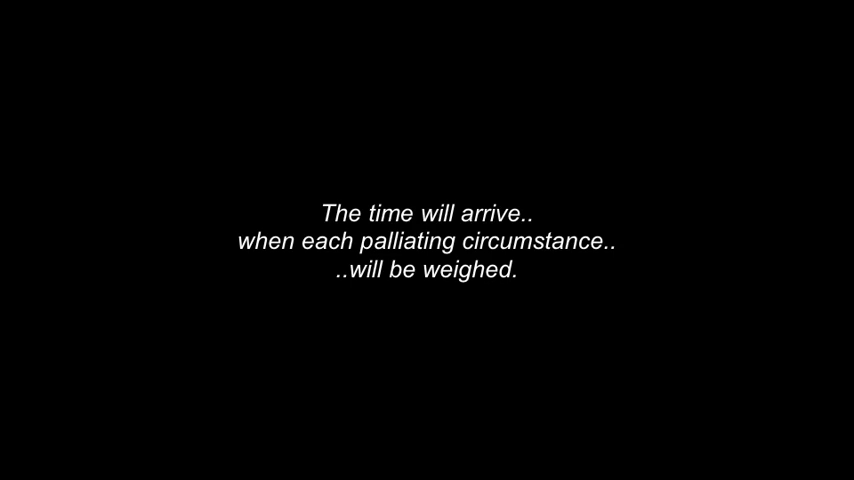 The time will arrive..
when each palliating circumstance..
..will be weighed.